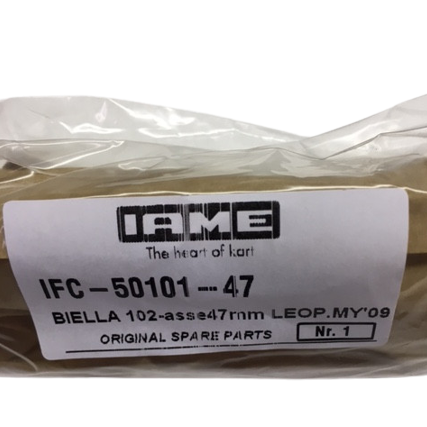 IAME
The heart of kart
IFC-50101-47
BIELLA 102-asse47mm LEOP.MY'09
ORIGINAL SPARE PARTS Nr. 1